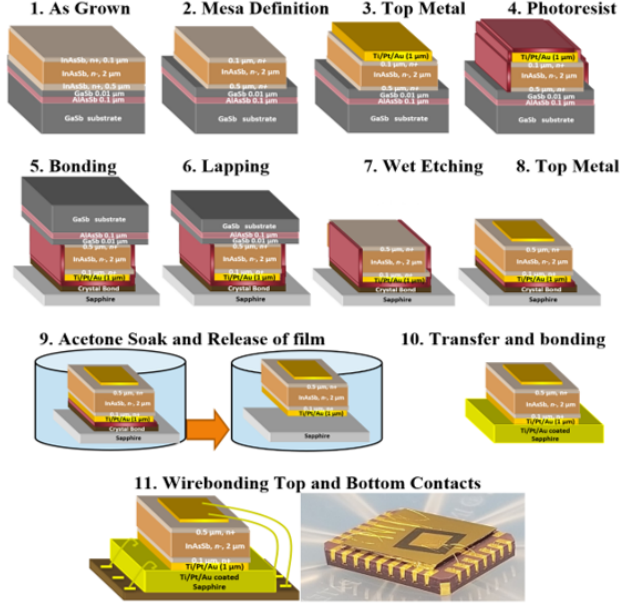 1. As Grown
InAsSb, n+, 0.1 μm
InAsSb, n-, 2 μm
InAsSb, n+, 0.5 μm
GaSb 0.01 μm
AlAsSb 0.1 μm
GaSb substrate
2. Mesa Definition
0.1 μm, n+
InAsSb, n-, 2 μm
0.5 μm, n+
GaSb 0.01 μm
AlAsSb 0.1 μm
GaSb substrate
3. Top Metal
Ti/Pt/Au (1 μm)
0.1 μm, n+
InAsSb, n-, 2 μm
0.5 μm, n+
GaSb 0.01 μm
AlAsSb 0.1 μm
GaSb substrate
4. Photoresist
Ti/Pt/Au (1 μm)
0.1 μm, n+
InAsSb, n-, 2 μm
0.5 μm, n+
GaSb 0.01 μm
AlAsSb 0.1 μm
GaSb substrate
5. Bonding
GaSb substrate
AlAsSb 0.1 μm
GaSb 0.01 μm
0.5 μm, n+
InAsSb, n-, 2 μm
0.1 μm, n+
Ti/Pt/Au (1 μm)
Crystal Bond
Sapphire
6. Lapping
GaSb substrate
AlAsSb 0.1 μm
GaSb 0.01 μm
0.5 μm, n+
InAsSb, n-, 2 μm
0.1 μm, n+
Ti/Pt/Au (1 μm)
Crystal Bond
Sapphire
7. Wet Etching
0.5 μm, n+
InAsSb, n-, 2 μm
0.1 μm, n+
Ti/Pt/Au (1 μm)
Crystal Bond
Sapphire
8. Top Metal
0.5 μm, n+
InAsSb, n-, 2 μm
0.1 μm, n+
Ti/Pt/Au (1 μm)
Crystal Bond
Sapphire
9. Acetone Soak and Release of film
0.5 μm, n+
InAsSb, n-, 2 μm
0.1 μm, n+
Ti/Pt/Au (1 μm)
Crystal Bond
Sapphire
0.5 μm, n+
InAsSb, n-, 2 μm
0.1 μm, n+
Ti/Pt/Au (1 μm)
Sapphire
10. Transfer and bonding
0.5 μm, n+
InAsSb, n-, 2 μm
0.1 μm, n+
Ti/Pt/Au (1 μm)
Ti/Pt/Au coated
Sapphire
11. Wirebonding Top and Bottom Contacts
0.5 μm, n+
InAsSb, n-, 2 μm
0.1 μm, n+
Ti/Pt/Au (1 μm)
Ti/Pt/Au coated
Sapphire